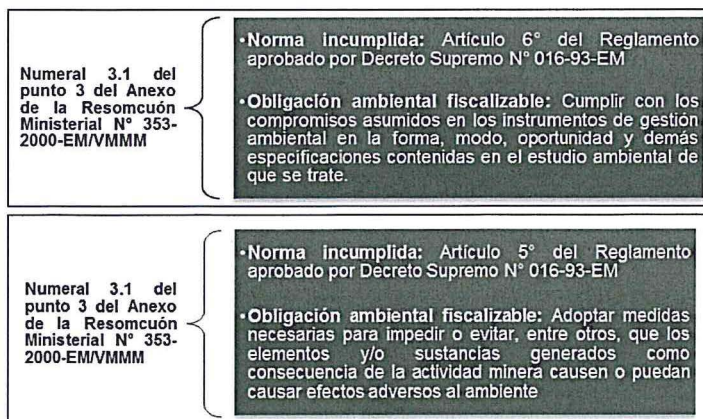 Numeral 3.1 del
punto 3 del Anexo
de la Resomcuón
Ministerial N° 353-
2000-EM/VMMM
•Norma incumplida: Artículo 6° del Reglamento
aprobado por Decreto Supremo N° 016-93-EM
•Obligación ambiental fiscalizable: Cumplir con los
compromisos asumidos en los instrumentos de gestión
ambiental en la forma, modo, oportunidad y demás
especificaciones contenidas en el estudio ambiental de
que se trate.
Numeral 3.1 del
punto 3 del Anexo
de la Resomcuón
Ministerial N° 353-
2000-EM/VMMM
•Norma incumplida: Artículo 5° del Reglamento
aprobado por Decreto Supremo N° 016-93-EM
•Obligación ambiental fiscalizable: Adoptar medidas
necesarias para impedir o evitar, entre otros, que los
elementos y/o sustancias generados como
consecuencia de la actividad minera causen o puedan
causar efectos adversos al ambiente